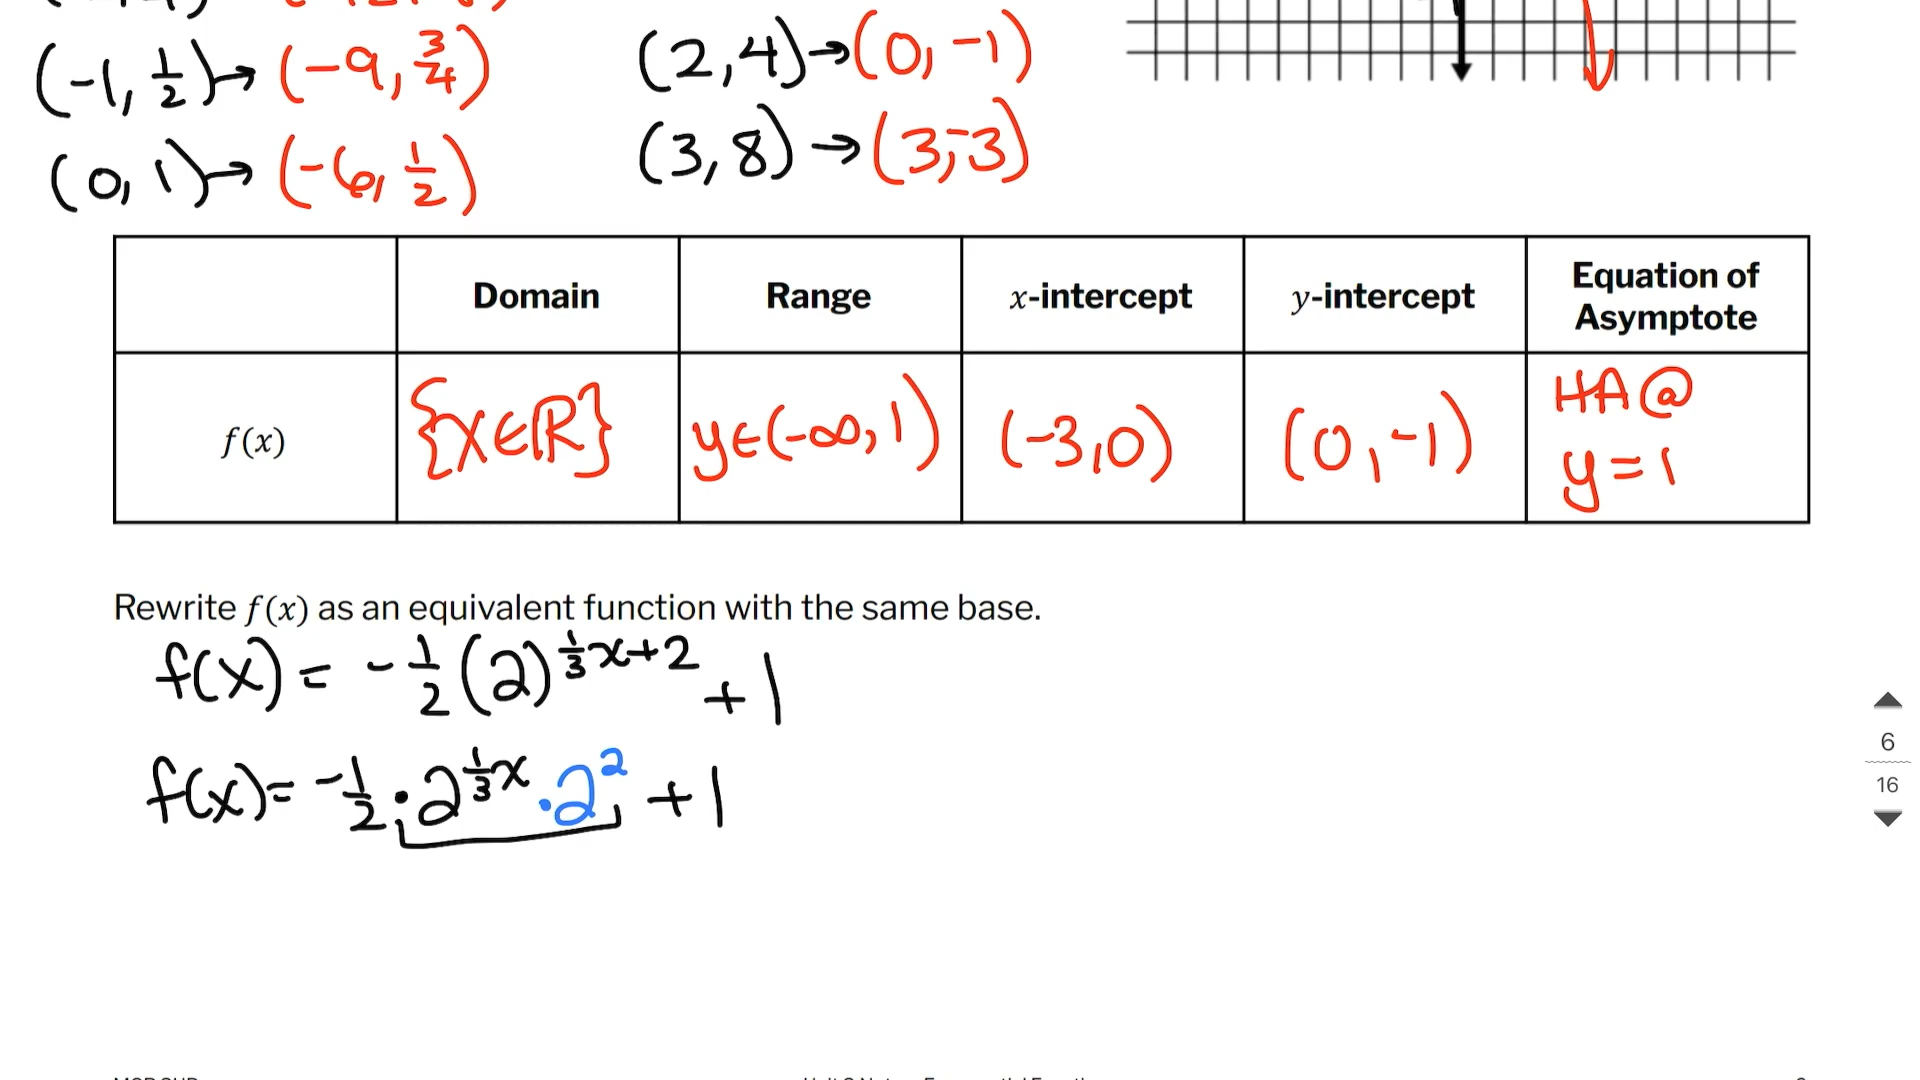 (-1, 1/2) → (-9, 3/4) (2,4) → (0, -1)
(0, 1) → (-6, 1/2) (3, 8) → (3, -3)
Domain Range x-intercept y-intercept Equation of Asymptote
f(x) {x∈ℝ} y∈(-∞, 1) (-3, 0) (0, -1) HA @ y = 1
Rewrite f(x) as an equivalent function with the same base.
f(x) = -1/2 (2)^(1/3 x+2) + 1
f(x) = -1/2 · 2^(1/3 x) · 2^2 + 1
6
16